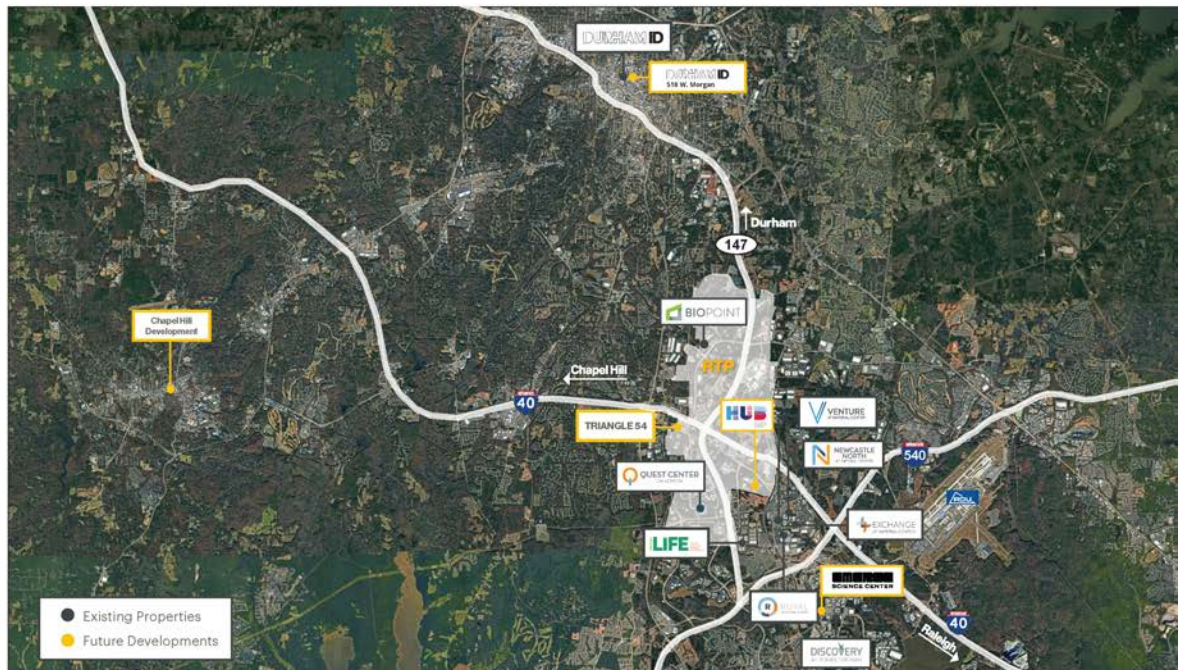 DURHAM ID
DURHAM ID
518 W. Morgan
Durham
147
BIOPOINT
Chapel Hill
Development
RTP
Chapel Hill
40
HUB
VENTURE
TRIANGLE 54
NEWCASTLE
NORTH
540
QUEST CENTER
RDU
EXCHANGE
LIFE
SCIENCE CENTER
40
Raleigh
DISCOVERY
Existing Properties
Future Developments